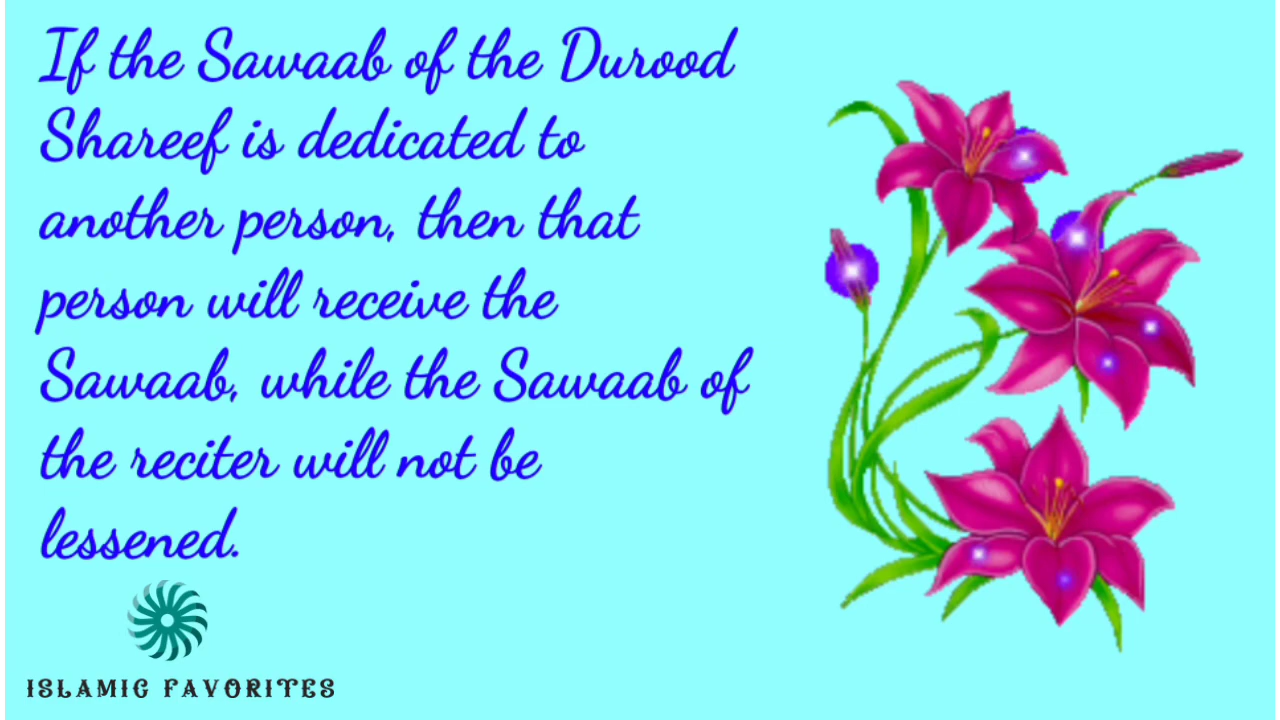 If the Sawaab of the Durood
Shareef is dedicated to
another person, then that
person will receive the
Sawaab, while the Sawaab of
the reciter will not be
lessened.
ISLAMIC FAVORITES